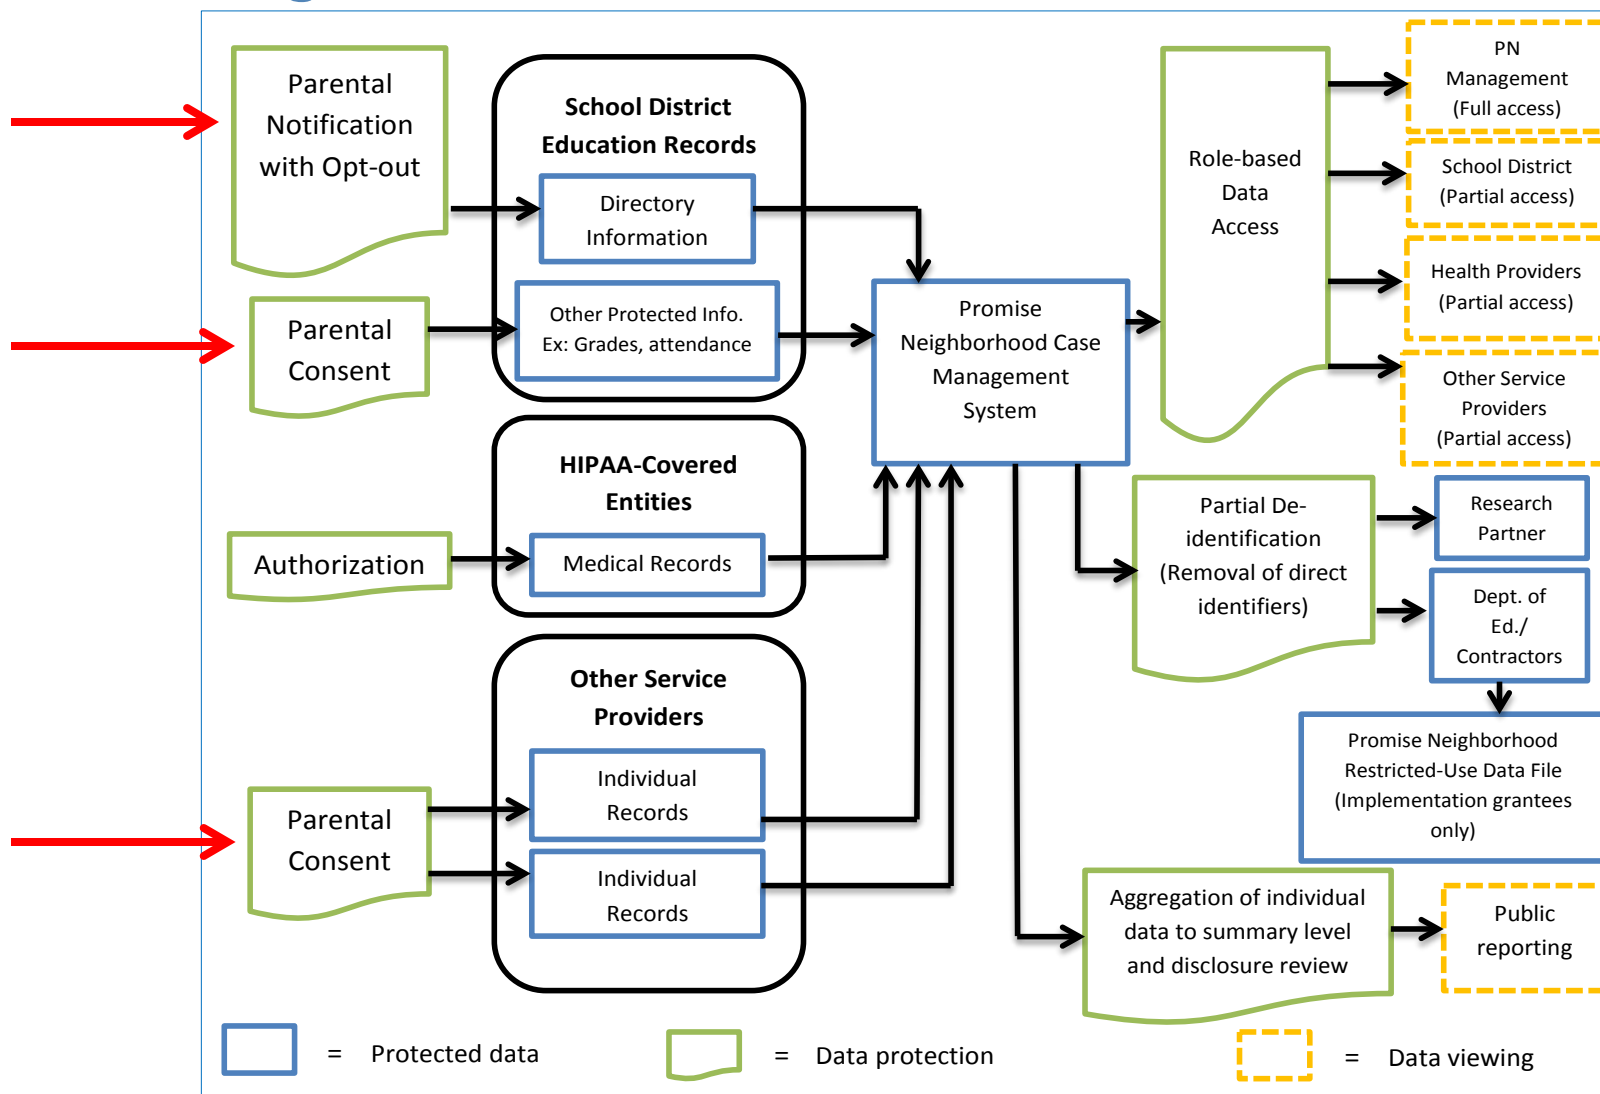 Parental
Notification
with Opt-out
School District
Education Records
Directory
Information
Parental
Consent
Other Protected Info.
Ex: Grades, attendance
HIPAA-Covered
Entities
Authorization
Medical Records
Other Service
Providers
Parental
Consent
Individual
Records
Individual
Records
Promise
Neighborhood Case
Management
System
Role-based
Data
Access
PN
Management
(Full access)
School District
(Partial access)
Health Providers
(Partial access)
Other Service
Providers
(Partial access)
Partial De-
identification
(Removal of direct
identifiers)
Research
Partner
Dept. of
Ed./
Contractors
Promise Neighborhood
Restricted-Use Data File
(Implementation grantees
only)
Aggregation of individual
data to summary level
and disclosure review
Public
reporting
= Protected data
= Data protection
= Data viewing